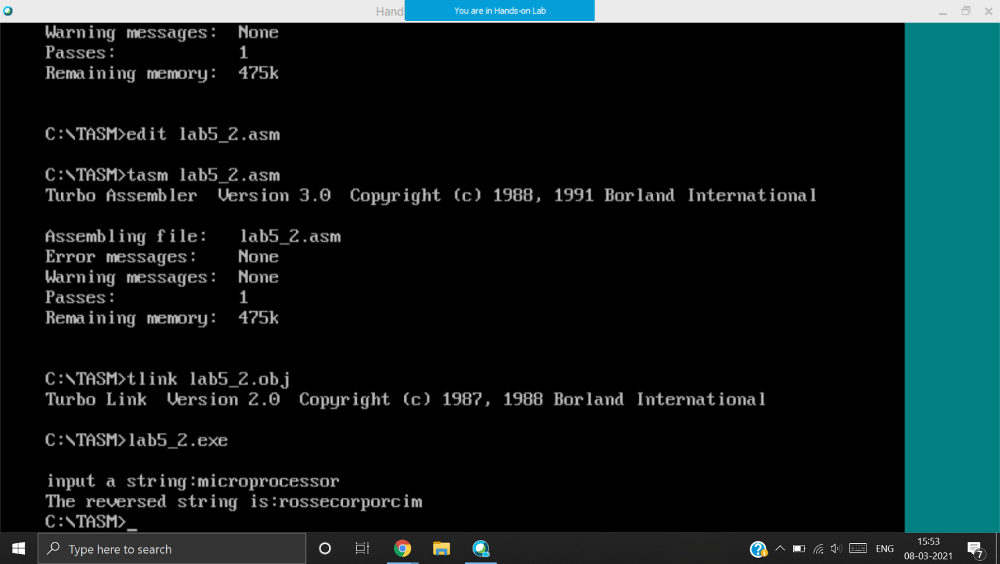 Hand
You are in Hands-on Lab
Warning messages: None
Passes: 1
Remaining memory: 475k
C:\TASM>edit lab5_2.asm
C:\TASM>tasm lab5_2.asm
Turbo Assembler Version 3.0 Copyright (c) 1988, 1991 Borland International
Assembling file: lab5_2.asm
Error messages: None
Warning messages: None
Passes: 1
Remaining memory: 475k
C:\TASM>tlink lab5_2.obj
Turbo Link Version 2.0 Copyright (c) 1987, 1988 Borland International
C:\TASM>lab5_2.exe
input a string:microprocessor
The reversed string is:rossecorporcim
C:\TASM>_
Type here to search
ENG
15:53
08-03-2021
7